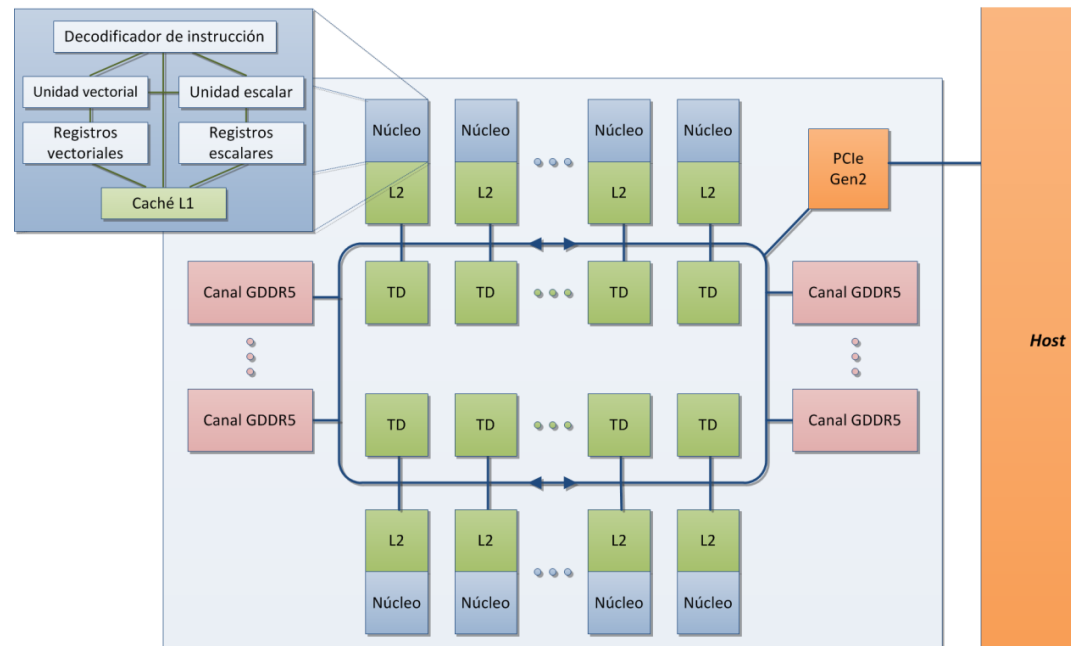 Decodificador de instrucción
Unidad vectorial
Unidad escalar
Registros
vectoriales
Registros
escalares
Caché L1
Núcleo
Núcleo
Núcleo
Núcleo
L2
L2
L2
L2
PCIe
Gen2
Canal GDDR5
TD
TD
TD
TD
Canal GDDR5
Host
Canal GDDR5
TD
TD
TD
TD
Canal GDDR5
L2
L2
L2
L2
Núcleo
Núcleo
Núcleo
Núcleo